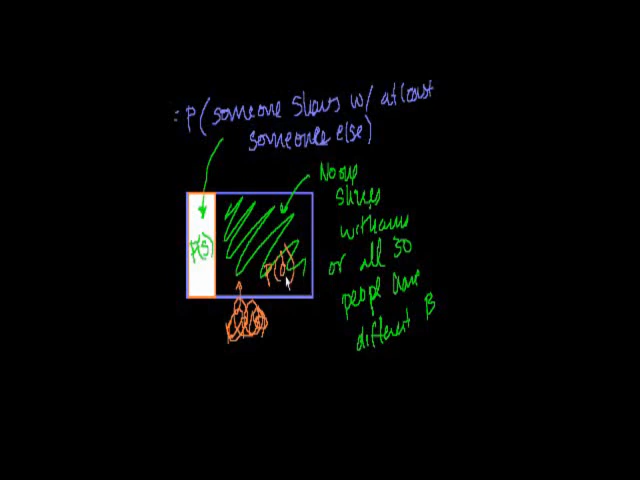 = P(someone shares w/ at least
someone else)
P(s)
P(d)
No one
shares
with anyone
or all 30
people have
different B